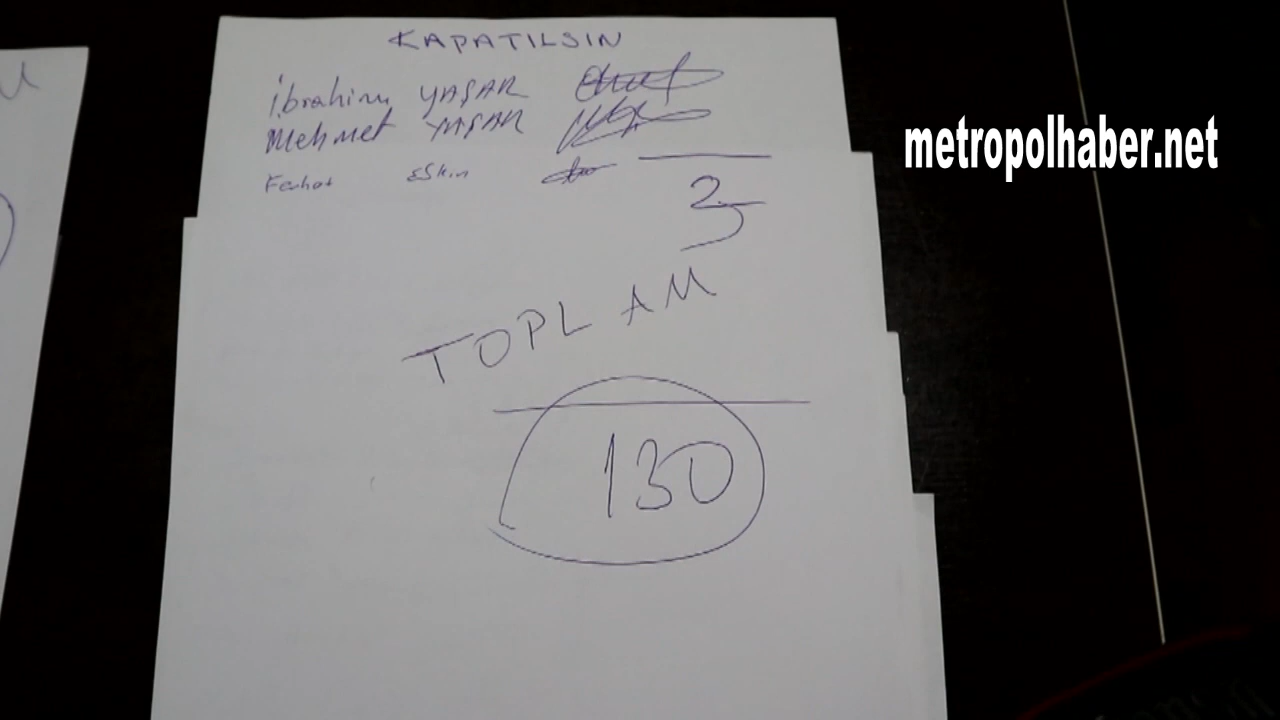 KAPATILSIN
İbrahim YAŞAR
Mehmet YAŞAR
Ferhat Eskin
3
TOPLAM
130
metropolhaber.net